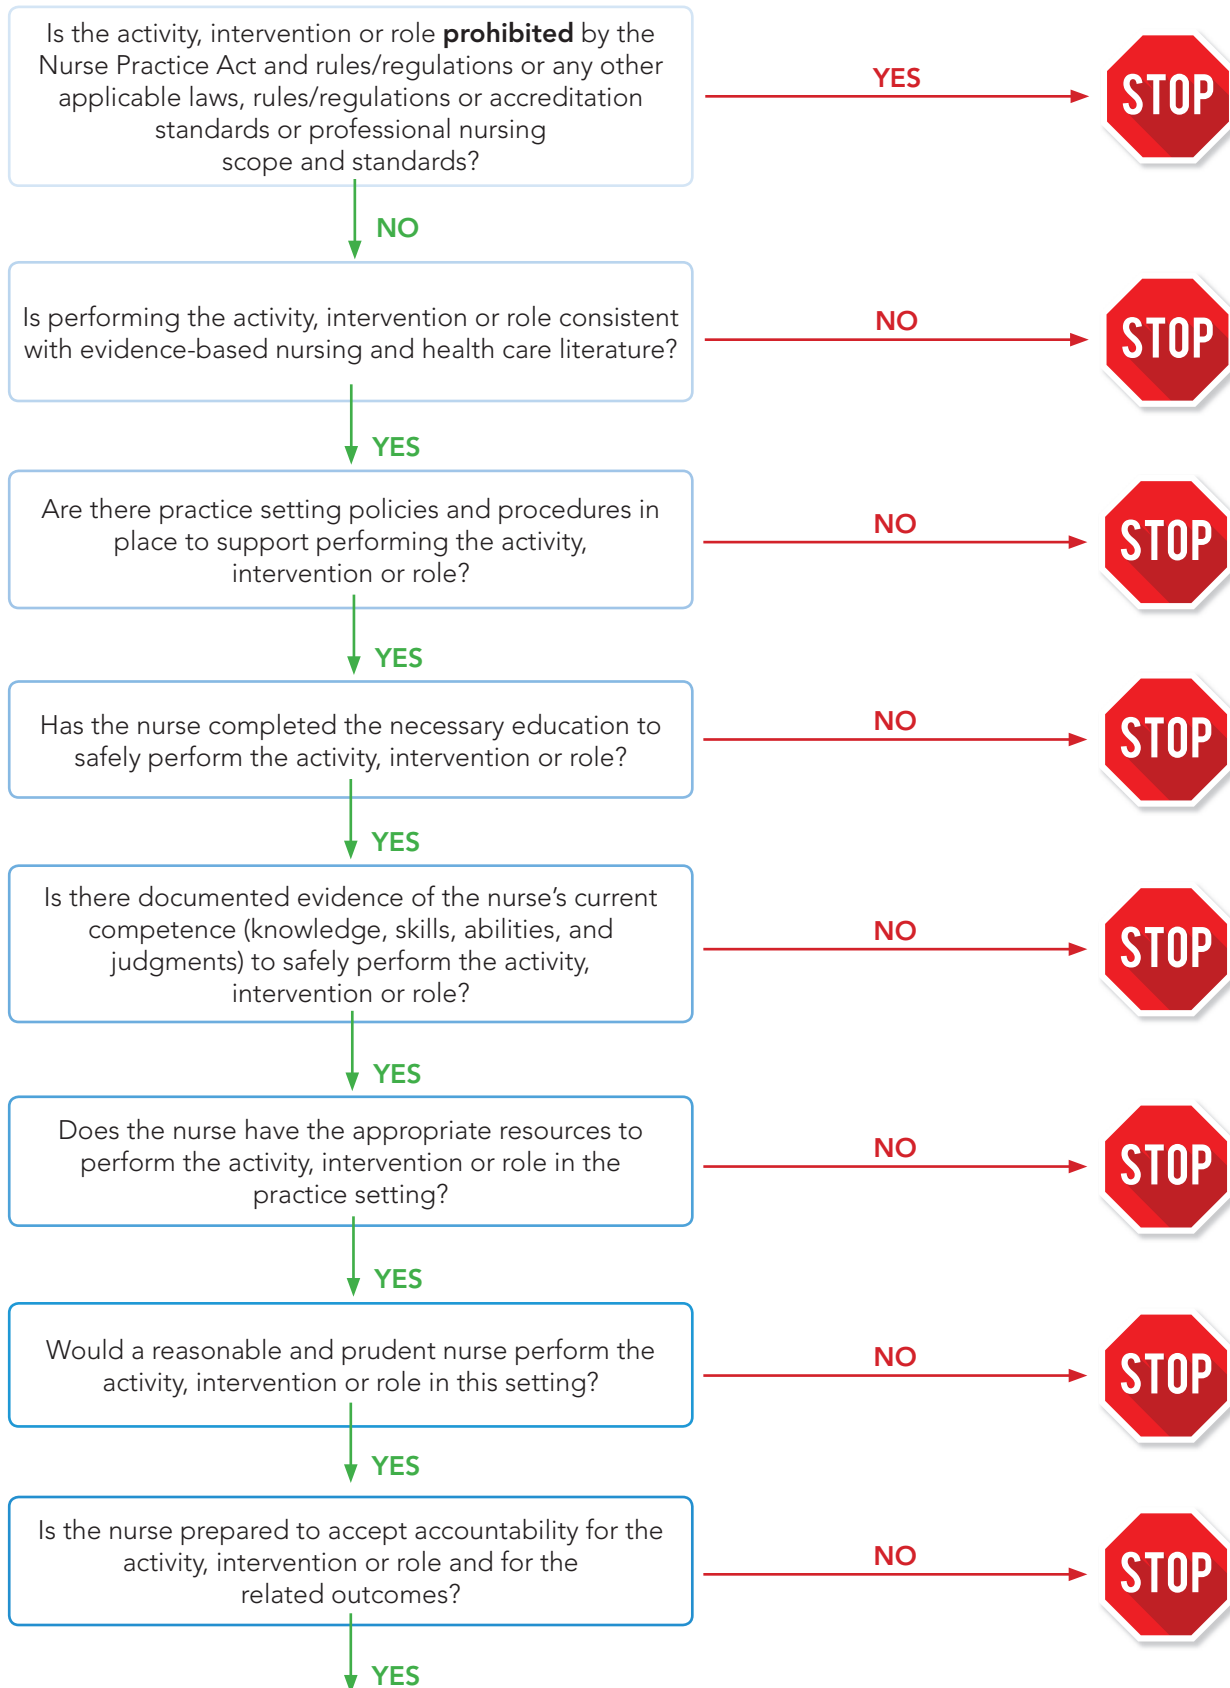 Is the activity, intervention or role prohibited by the
Nurse Practice Act and rules/regulations or any other
applicable laws, rules/regulations or accreditation
standards or professional nursing
scope and standards?
YES
STOP
NO
Is performing the activity, intervention or role consistent
with evidence-based nursing and health care literature?
NO
STOP
YES
Are there practice setting policies and procedures in
place to support performing the activity,
intervention or role?
NO
STOP
YES
Has the nurse completed the necessary education to
safely perform the activity, intervention or role?
NO
STOP
YES
Is there documented evidence of the nurse’s current
competence (knowledge, skills, abilities, and
judgments) to safely perform the activity,
intervention or role?
NO
STOP
YES
Does the nurse have the appropriate resources to
perform the activity, intervention or role in the
practice setting?
NO
STOP
YES
Would a reasonable and prudent nurse perform the
activity, intervention or role in this setting?
NO
STOP
YES
Is the nurse prepared to accept accountability for the
activity, intervention or role and for the
related outcomes?
NO
STOP
YES